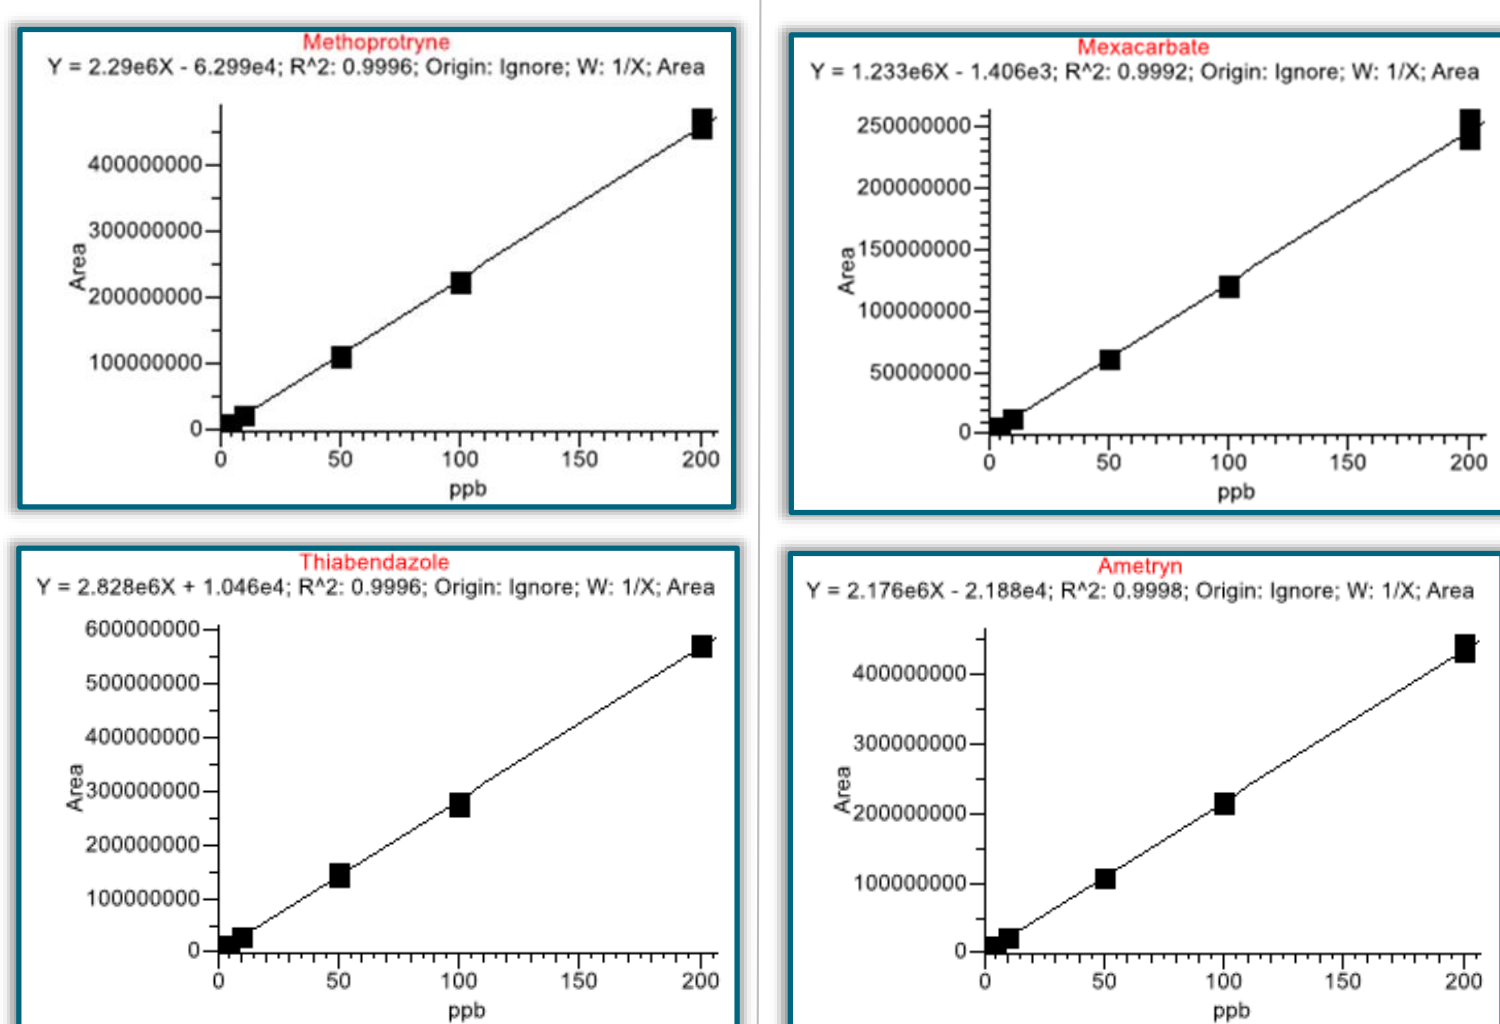 Methoprotryne
Y = 2.29e6X - 6.299e4; R^2: 0.9996; Origin: Ignore; W: 1/X; Area
400000000
300000000
200000000
100000000
0
Area
0 50 100 150 200
ppb
Mexacarbate
Y = 1.233e6X - 1.406e3; R^2: 0.9992; Origin: Ignore; W: 1/X; Area
250000000
200000000
150000000
100000000
50000000
0
Area
0 50 100 150 200
ppb
Thiabendazole
Y = 2.828e6X + 1.046e4; R^2: 0.9996; Origin: Ignore; W: 1/X; Area
600000000
500000000
400000000
300000000
200000000
100000000
0
Area
0 50 100 150 200
ppb
Ametryn
Y = 2.176e6X - 2.188e4; R^2: 0.9998; Origin: Ignore; W: 1/X; Area
400000000
300000000
200000000
100000000
0
Area
0 50 100 150 200
ppb